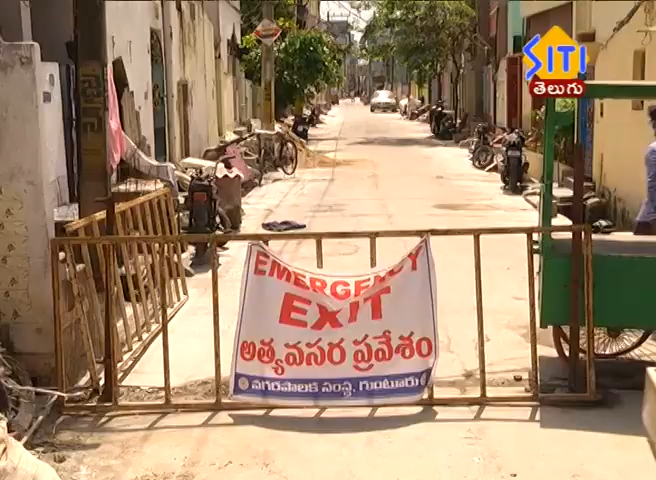 SITI
తెలుగు
EMERGENCY
EXIT
అత్యవసర ప్రవేశం
నగరపాలక సంస్థ, గుంటూరు